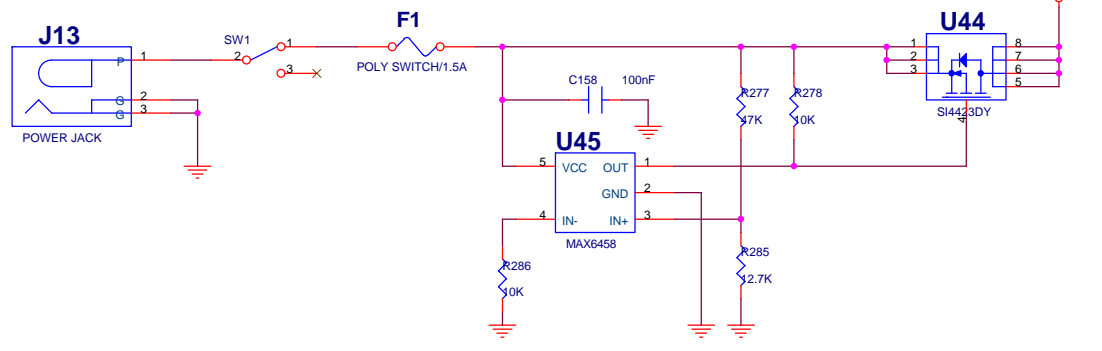 J13
P
1
G
2
G
3
POWER JACK
SW1
2
1
3
F1
POLY SWITCH/1.5A
C158
100nF
R277
47K
R278
10K
U44
1
2
3
8
7
6
5
4
SI4423DY
U45
5
VCC
OUT
1
GND
2
4
IN-
IN+
3
MAX6458
R286
10K
R285
12.7K